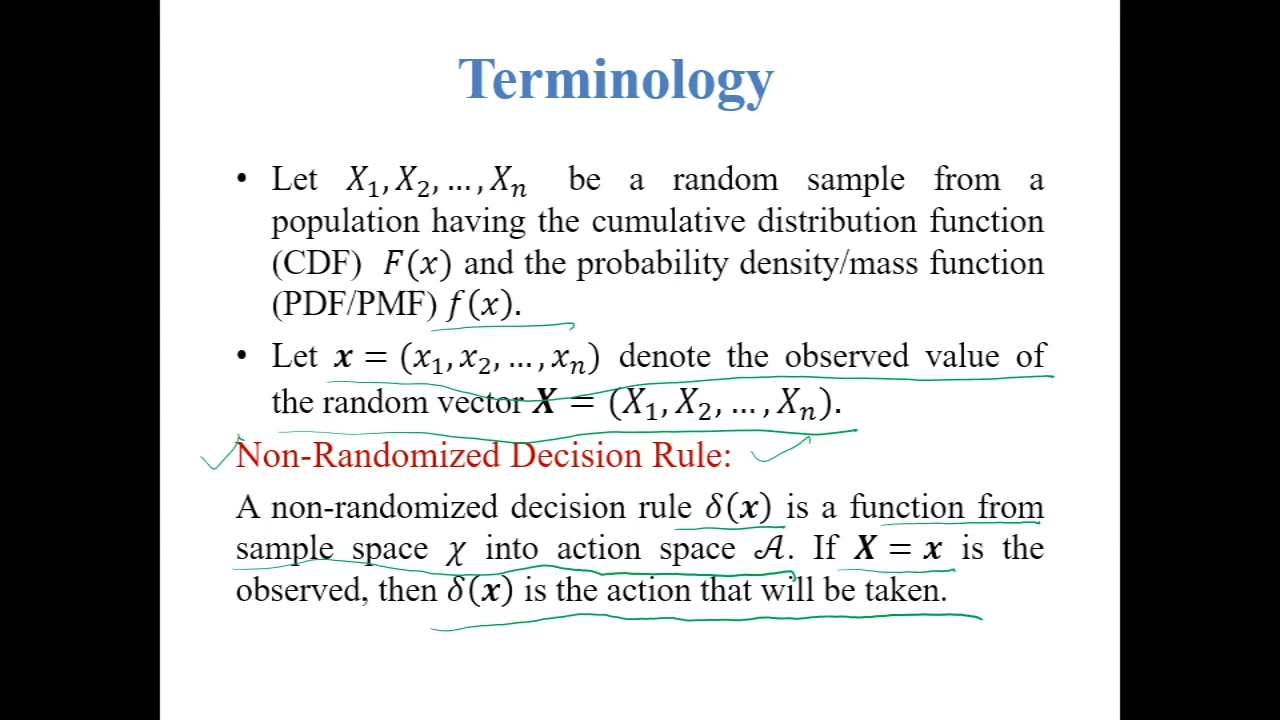 Terminology
• Let X₁, X₂, …, Xₙ be a random sample from a
population having the cumulative distribution function
(CDF) F(x) and the probability density/mass function
(PDF/PMF) f(x).
• Let 𝒙 = (x₁, x₂, …, xₙ) denote the observed value of
the random vector 𝑿 = (X₁, X₂, …, Xₙ).
Non-Randomized Decision Rule:
A non-randomized decision rule δ(𝒙) is a function from
sample space χ into action space 𝒜. If 𝑿 = 𝒙 is the
observed, then δ(𝒙) is the action that will be taken.